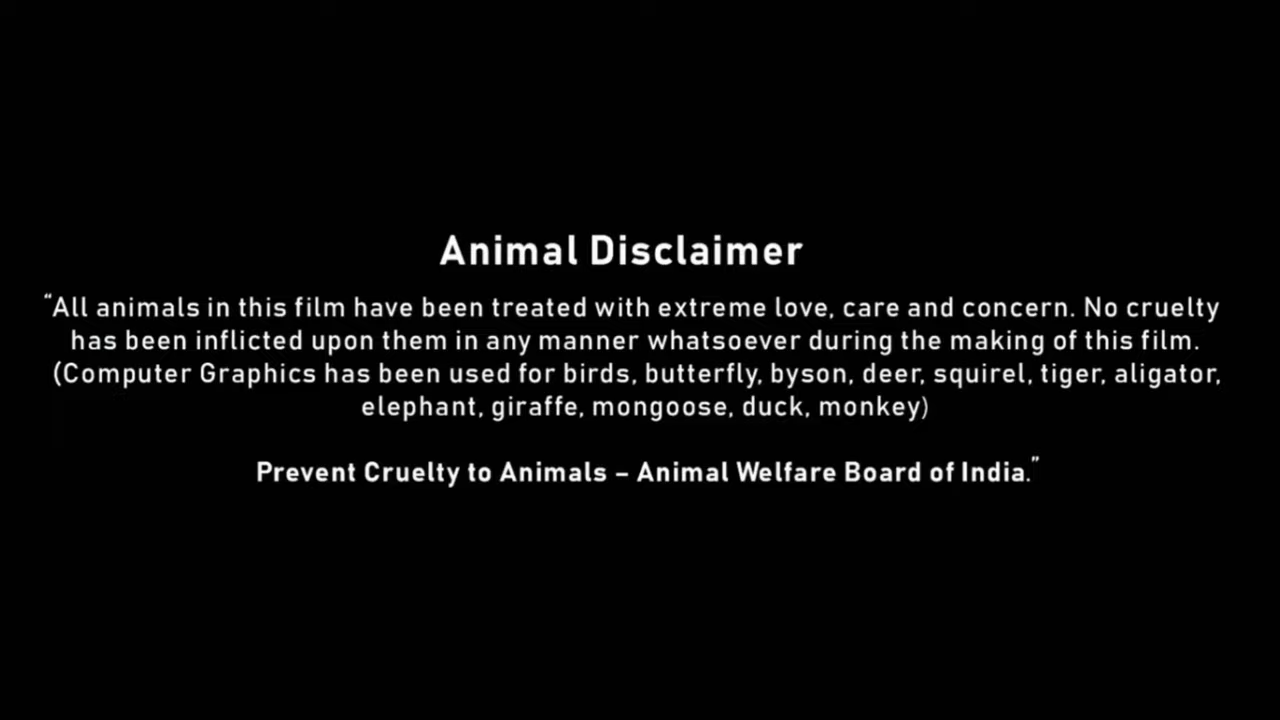 Animal Disclaimer
“All animals in this film have been treated with extreme love, care and concern. No cruelty
has been inflicted upon them in any manner whatsoever during the making of this film.
(Computer Graphics has been used for birds, butterfly, byson, deer, squirel, tiger, aligator,
elephant, giraffe, mongoose, duck, monkey)
Prevent Cruelty to Animals – Animal Welfare Board of India.”